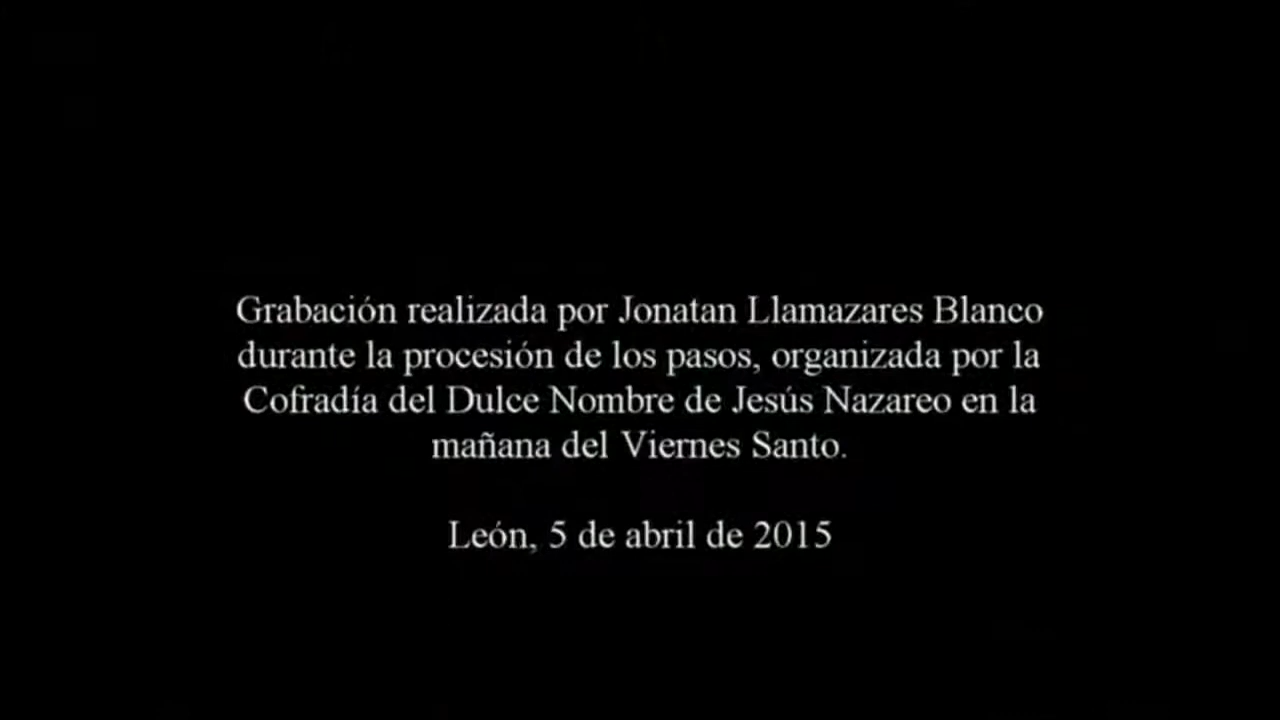 Grabación realizada por Jonatan Llamazares Blanco
durante la procesión de los pasos, organizada por la
Cofradía del Dulce Nombre de Jesús Nazareo en la
mañana del Viernes Santo.
León, 5 de abril de 2015